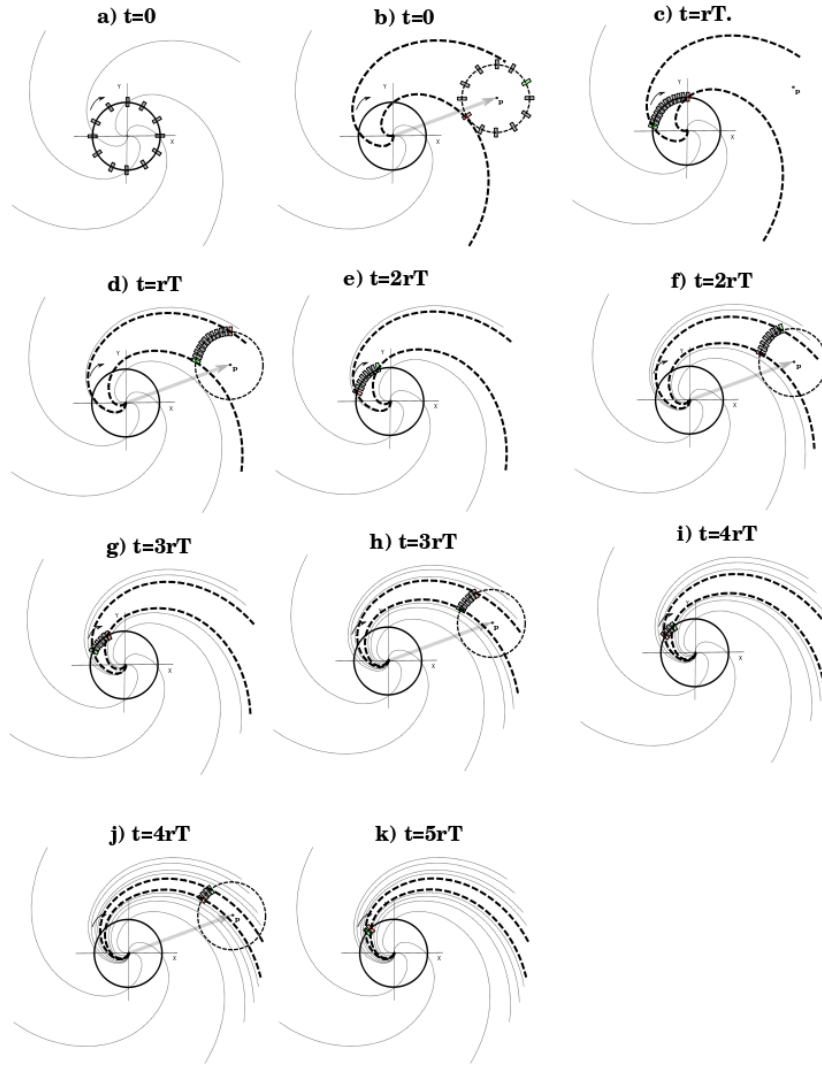 a) t=0
b) t=0
c) t=rT.
Y
X
Y
X
P
Y
X
P
d) t=rT
e) t=2rT
f) t=2rT
Y
X
P
Y
X
Y
X
P
g) t=3rT
h) t=3rT
i) t=4rT
Y
X
Y
X
P
Y
X
j) t=4rT
k) t=5rT
P
X
X